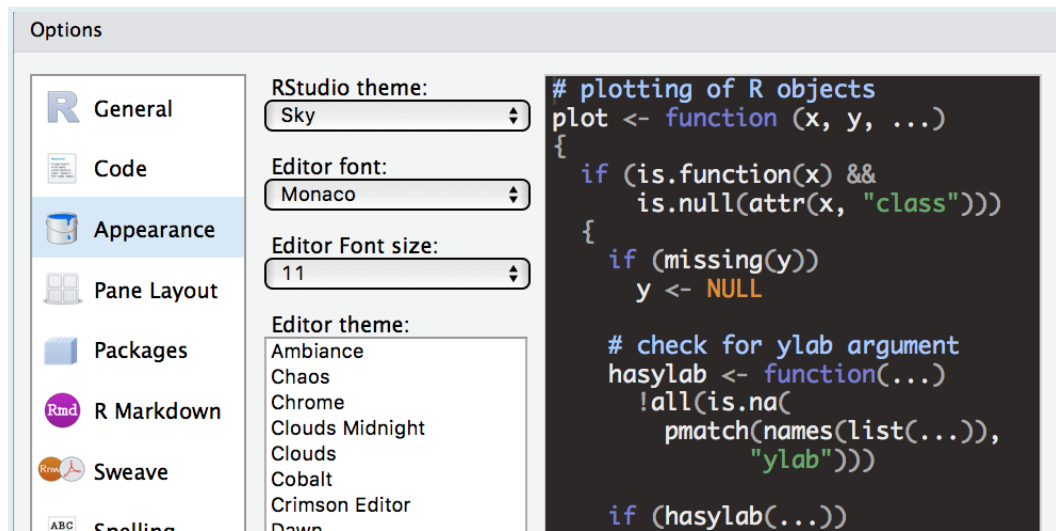 Options
R
General
Code
Appearance
Pane Layout
Packages
Rmd
R Markdown
Rnw
Sweave
ABC
Spelling
RStudio theme:
Sky
Editor font:
Monaco
Editor Font size:
11
Editor theme:
Ambiance
Chaos
Chrome
Clouds Midnight
Clouds
Cobalt
Crimson Editor
Dawn
# plotting of R objects
plot <- function (x, y, ...)
{
  if (is.function(x) &&
      is.null(attr(x, "class")))
  {
    if (missing(y))
      y <- NULL
    # check for ylab argument
    hasylab <- function(...)
      !all(is.na(
        pmatch(names(list(...)),
              "ylab")))
    if (hasylab(...))